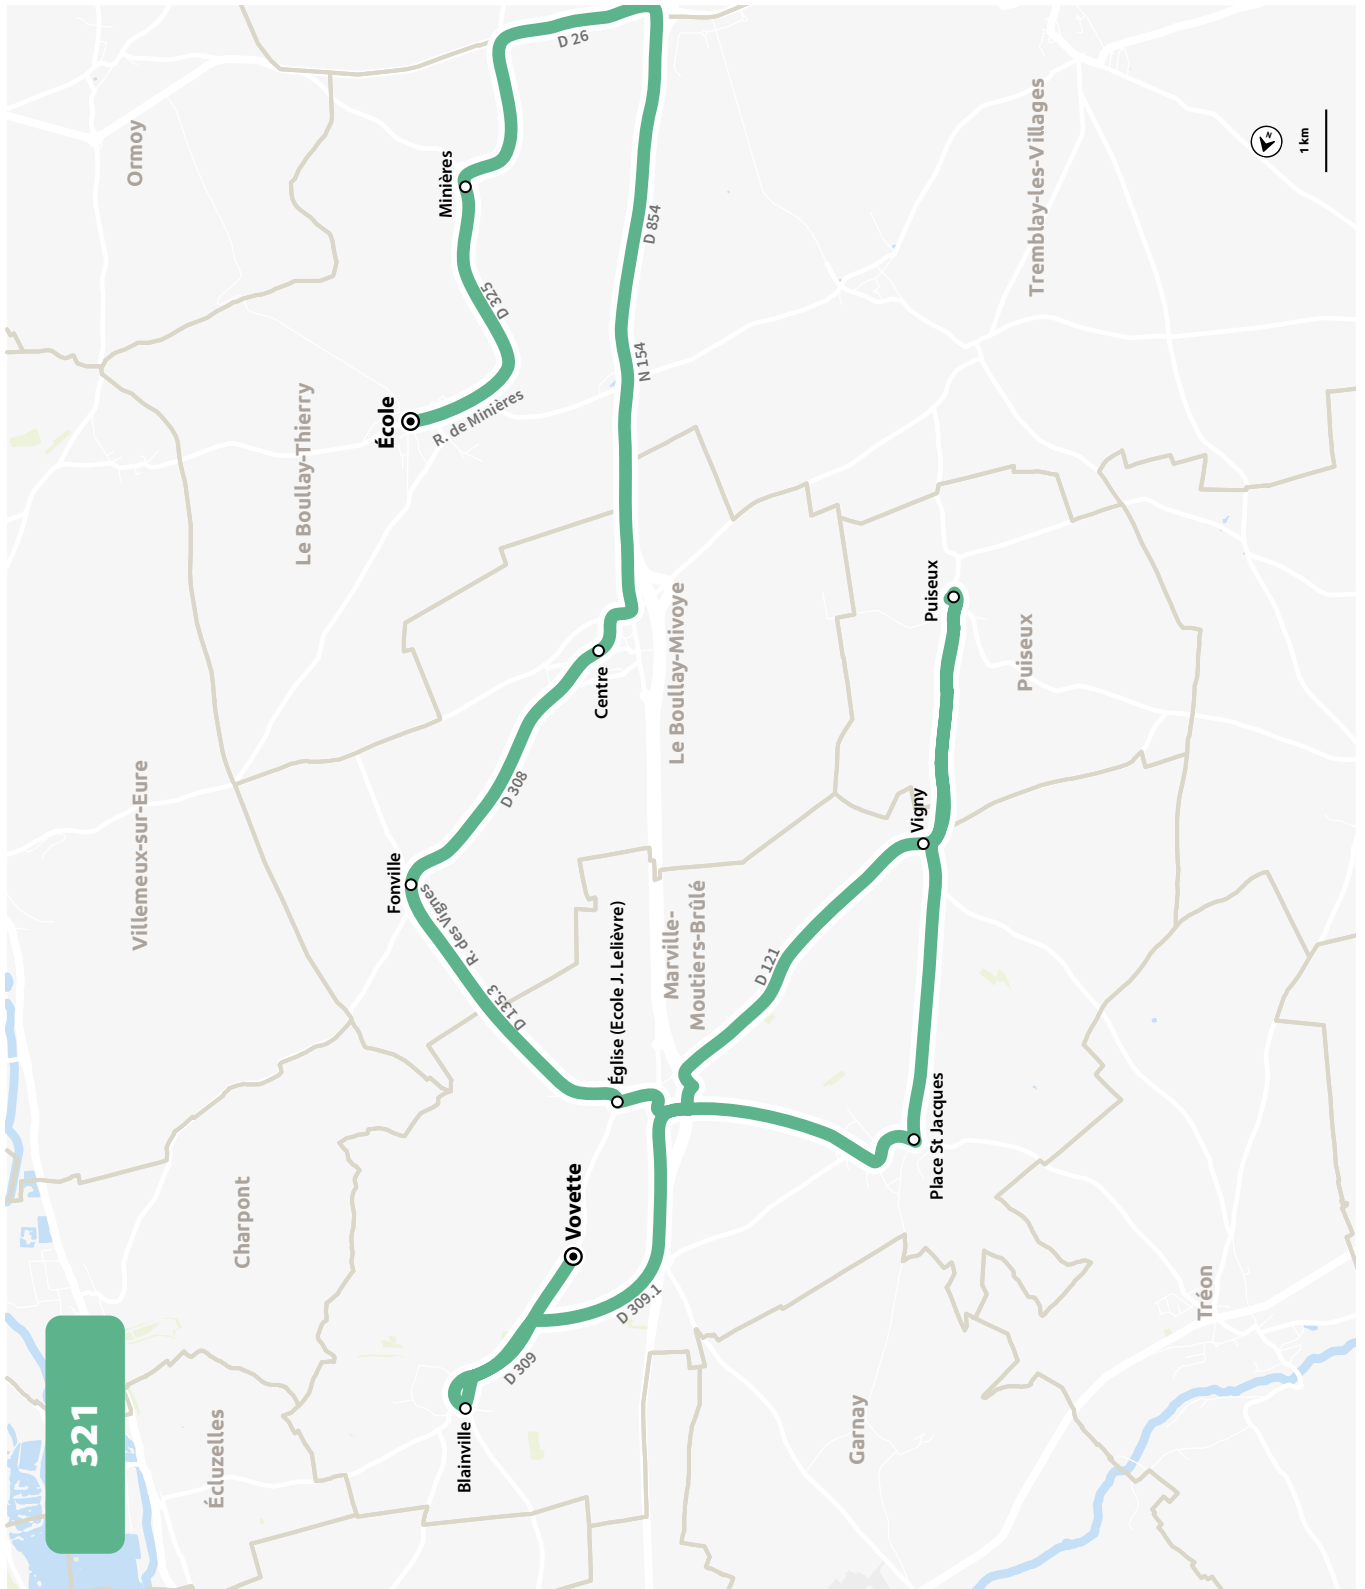 321
Écluzelles
Charpont
Villemeux-sur-Eure
Ormoy
Le Boullay-Thierry
École
R. de Minières
D 325
Minières
D 26
D 854
N 154
Centre
Le Boullay-Mivoye
D 308
Fonville
R. des Vignes
D 135.3
Église (Ecole J. Lelièvre)
Marville-
Moutiers-Brûlé
Vovette
Blainville
D 309
D 309.1
D 121
Vigny
Puiseux
Puiseux
Place St Jacques
Garnay
Tréon
Tremblay-les-Villages
N
1 km